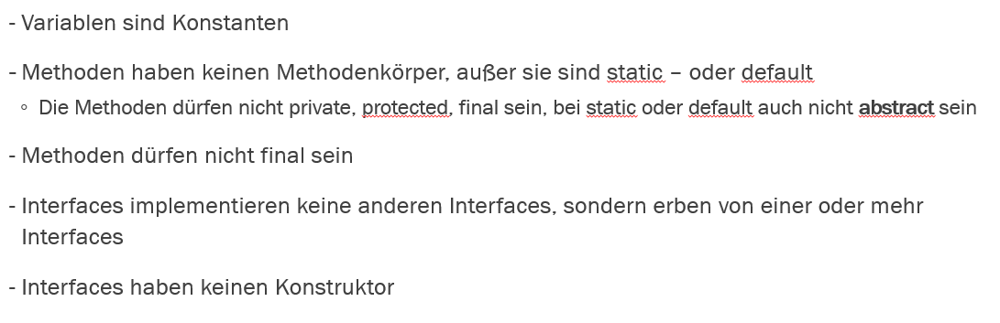 - Variablen sind Konstanten
- Methoden haben keinen Methodenkörper, außer sie sind static – oder default
◦ Die Methoden dürfen nicht private, protected, final sein, bei static oder default auch nicht abstract sein
- Methoden dürfen nicht final sein
- Interfaces implementieren keine anderen Interfaces, sondern erben von einer oder mehr
Interfaces
- Interfaces haben keinen Konstruktor